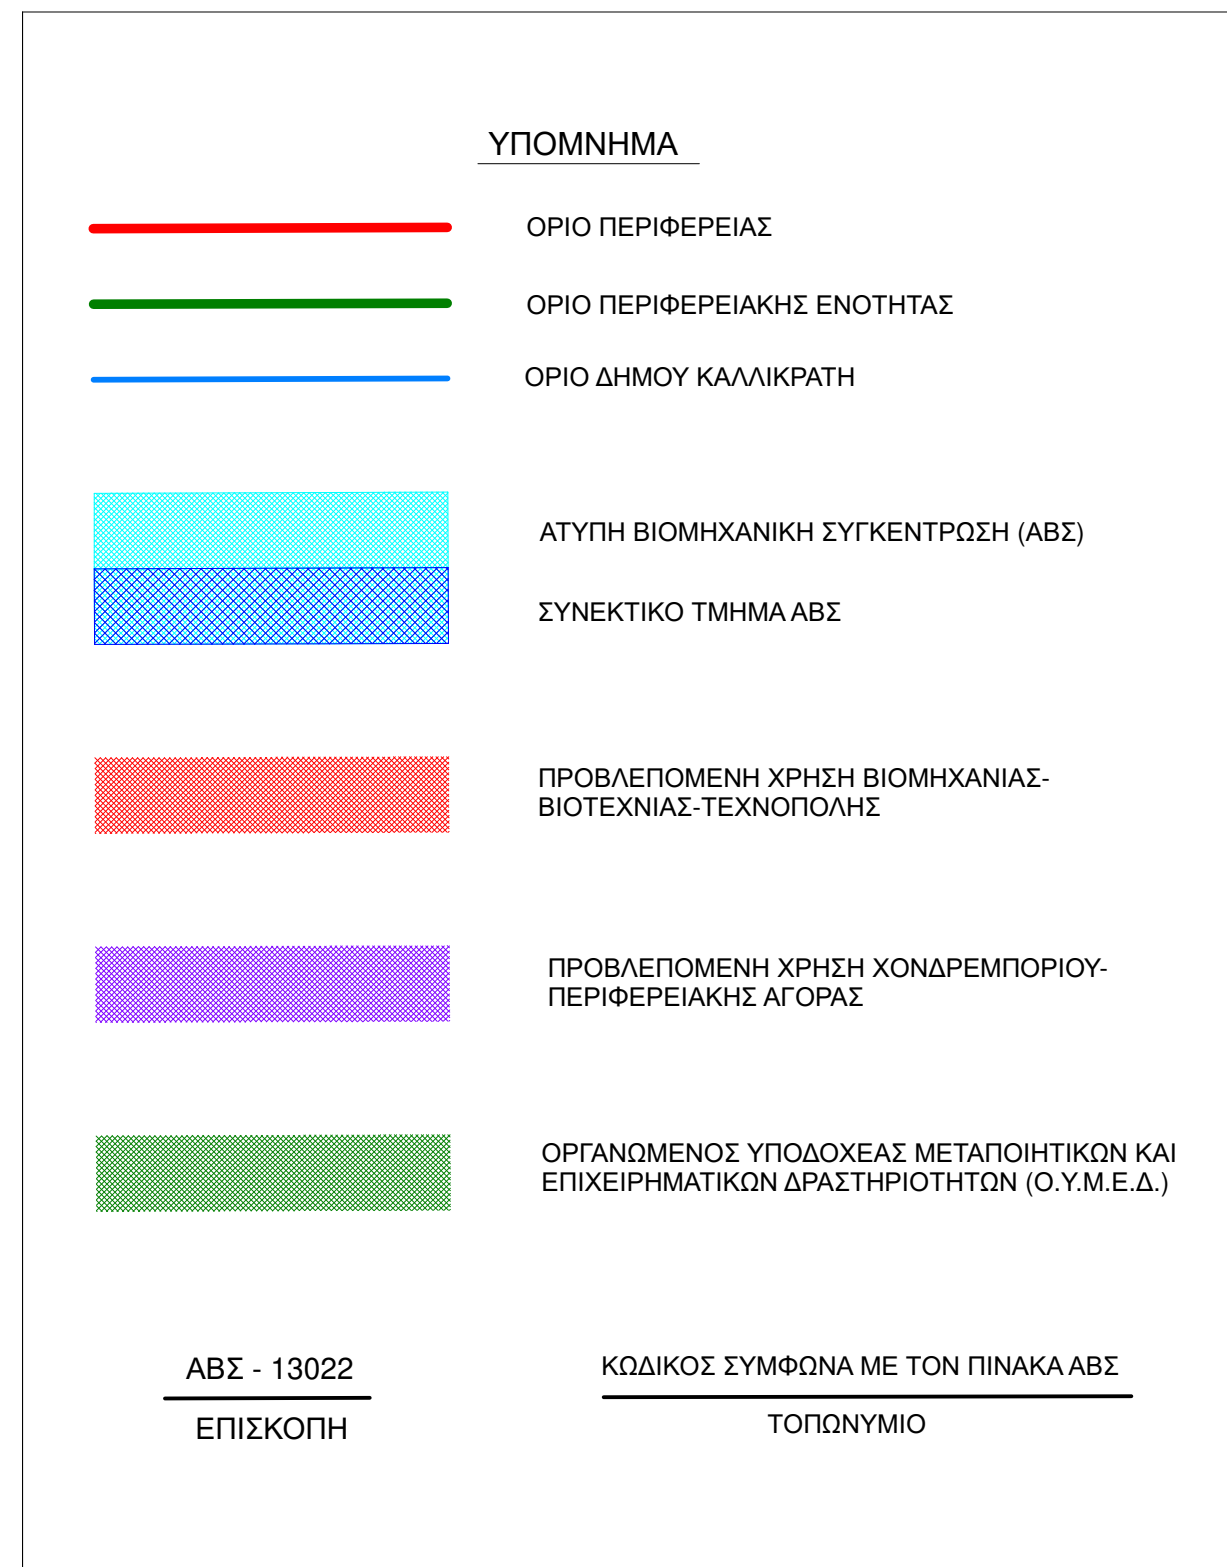 ΥΠΟΜΝΗΜΑ
ΟΡΙΟ ΠΕΡΙΦΕΡΕΙΑΣ
ΟΡΙΟ ΠΕΡΙΦΕΡΕΙΑΚΗΣ ΕΝΟΤΗΤΑΣ
ΟΡΙΟ ΔΗΜΟΥ ΚΑΛΛΙΚΡΑΤΗ
ΑΤΥΠΗ ΒΙΟΜΗΧΑΝΙΚΗ ΣΥΓΚΕΝΤΡΩΣΗ (ΑΒΣ)
ΣΥΝΕΚΤΙΚΟ ΤΜΗΜΑ ΑΒΣ
ΠΡΟΒΛΕΠΟΜΕΝΗ ΧΡΗΣΗ ΒΙΟΜΗΧΑΝΙΑΣ-
ΒΙΟΤΕΧΝΙΑΣ-ΤΕΧΝΟΠΟΛΗΣ
ΠΡΟΒΛΕΠΟΜΕΝΗ ΧΡΗΣΗ ΧΟΝΔΡΕΜΠΟΡΙΟΥ-
ΠΕΡΙΦΕΡΕΙΑΚΗΣ ΑΓΟΡΑΣ
ΟΡΓΑΝΩΜΕΝΟΣ ΥΠΟΔΟΧΕΑΣ ΜΕΤΑΠΟΙΗΤΙΚΩΝ ΚΑΙ
ΕΠΙΧΕΙΡΗΜΑΤΙΚΩΝ ΔΡΑΣΤΗΡΙΟΤΗΤΩΝ (Ο.Υ.Μ.Ε.Δ.)
ΑΒΣ - 13022
ΕΠΙΣΚΟΠΗ
ΚΩΔΙΚΟΣ ΣΥΜΦΩΝΑ ΜΕ ΤΟΝ ΠΙΝΑΚΑ ΑΒΣ
ΤΟΠΩΝΥΜΙΟ